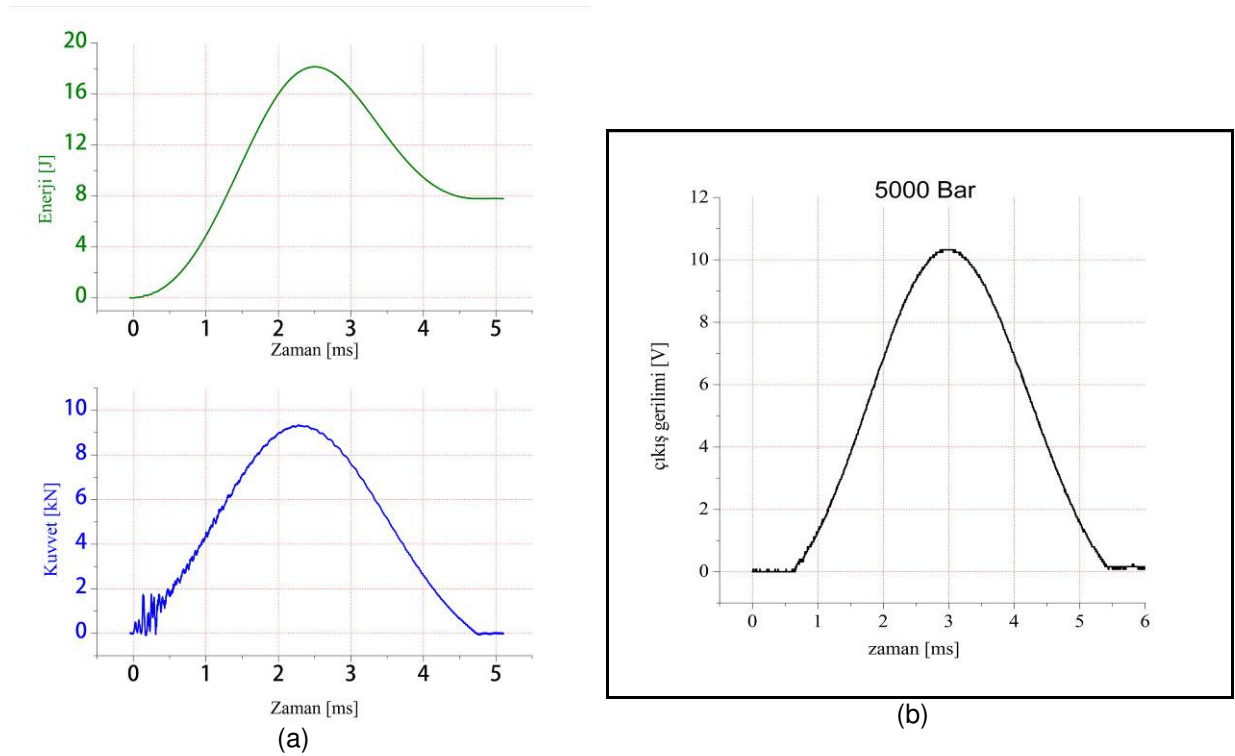 20
16
12
8
4
0
Enerji [J]
0 1 2 3 4 5
Zaman [ms]
10
8
6
4
2
0
Kuvvet [kN]
0 1 2 3 4 5
Zaman [ms]
(a)
5000 Bar
12
10
8
6
4
2
0
çıkış gerilimi [V]
0 1 2 3 4 5 6
zaman [ms]
(b)